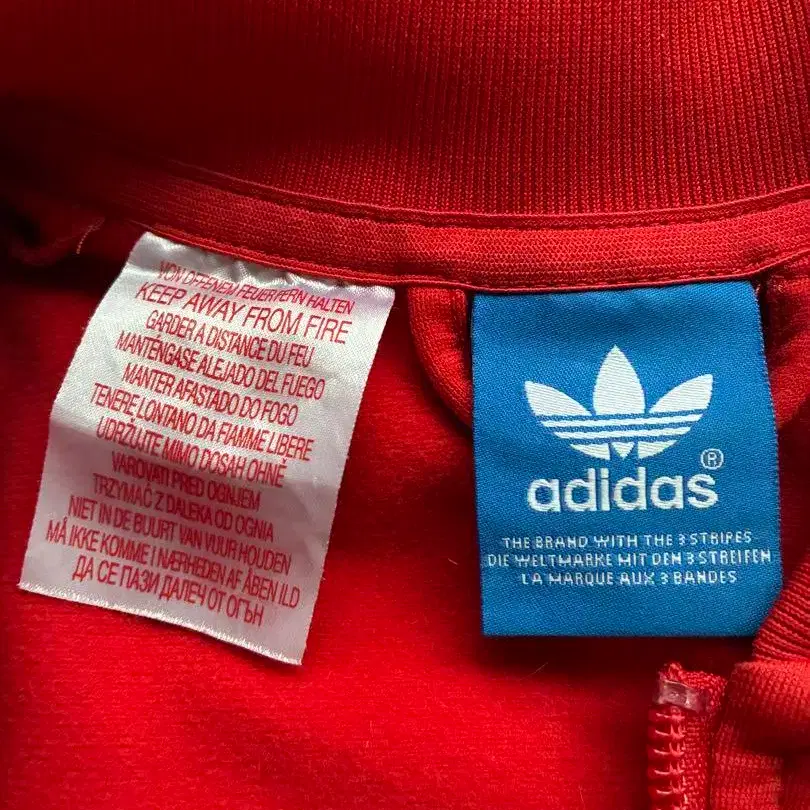 VOM OFFENEM FEUER FERN HALTEN
KEEP AWAY FROM FIRE
GARDER A DISTANCE DU FEU
MANTÉNGASE ALEJADO DEL FUEGO
MANTER AFASTADO DO FOGO
TENERE LONTANO DA FIAMME LIBERE
UDRŽUJTE MIMO DOSAH OHNĚ
VAROVATI PRED OGNJEM
TRZYMAĆ Z DALEKA OD OGNIA
NIET IN DE BUURT VAN VUUR HOUDEN
MÅ IKKE KOMME I NÆRHEDEN AF ÅBEN ILD
ДА СЕ ПАЗИ ДАЛЕЧ ОТ ОГЪН
adidas®
THE BRAND WITH THE 3 STRIPES
DIE WELTMARKE MIT DEN 3 STREIFEN
LA MARQUE AUX 3 BANDES